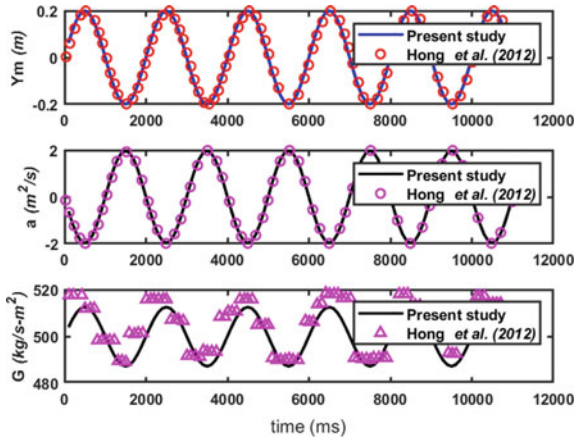 0.2
0
-0.2
Ym (m)
Present study
Hong et al. (2012)
0 2000 4000 6000 8000 10000 12000
2
0
-2
a (m²/s)
Present study
Hong et al. (2012)
0 2000 4000 6000 8000 10000 12000
520
500
480
G (kg/s-m²)
Present study
Hong et al. (2012)
0 2000 4000 6000 8000 10000 12000
time (ms)